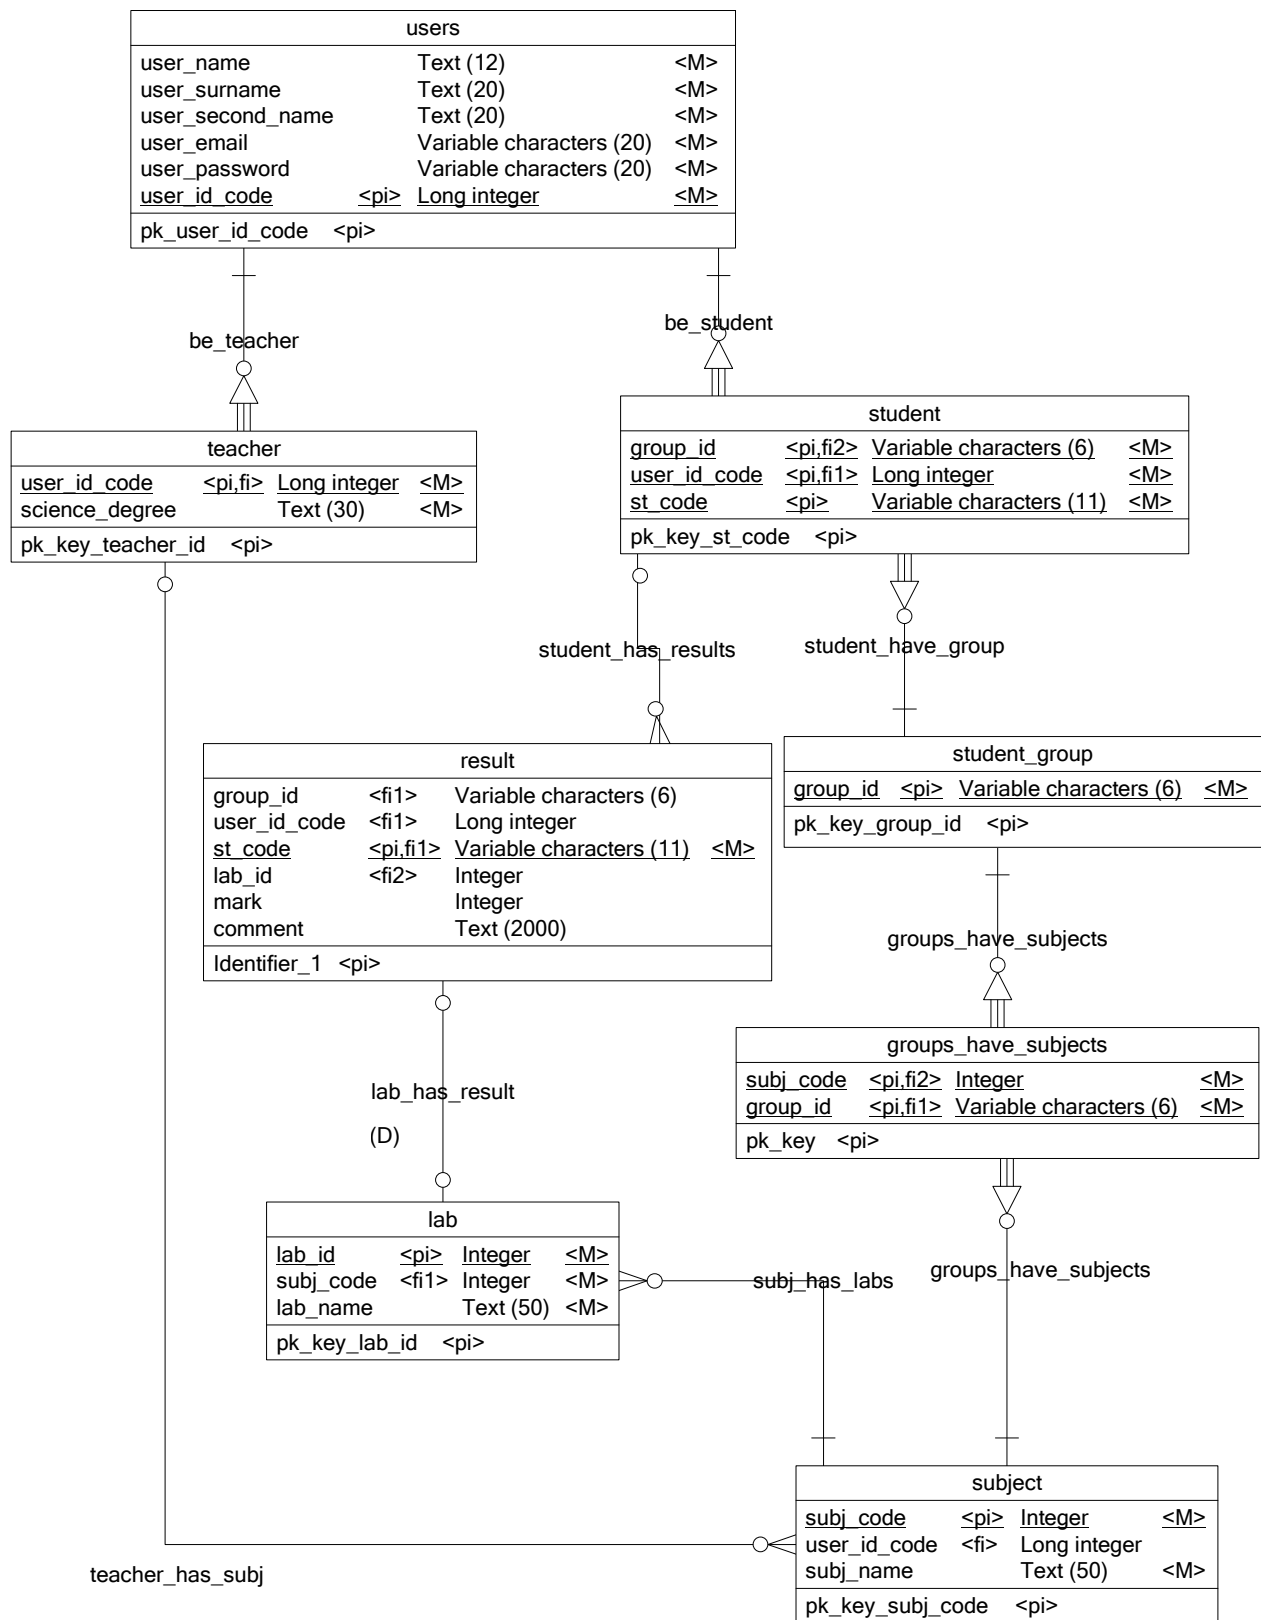 users
user_name Text (12) <M>
user_surname Text (20) <M>
user_second_name Text (20) <M>
user_email Variable characters (20) <M>
user_password Variable characters (20) <M>
user_id_code <pi> Long integer <M>
pk_user_id_code <pi>
be_teacher
be_student
teacher
user_id_code <pi,fi> Long integer <M>
science_degree Text (30) <M>
pk_key_teacher_id <pi>
student
group_id <pi,fi2> Variable characters (6) <M>
user_id_code <pi,fi1> Long integer <M>
st_code <pi> Variable characters (11) <M>
pk_key_st_code <pi>
student_has_results
student_have_group
result
group_id <fi1> Variable characters (6)
user_id_code <fi1> Long integer
st_code <pi,fi1> Variable characters (11) <M>
lab_id <fi2> Integer
mark Integer
comment Text (2000)
Identifier_1 <pi>
student_group
group_id <pi> Variable characters (6) <M>
pk_key_group_id <pi>
groups_have_subjects
groups_have_subjects
subj_code <pi,fi2> Integer <M>
group_id <pi,fi1> Variable characters (6) <M>
pk_key <pi>
lab_has_result
(D)
lab
lab_id <pi> Integer <M>
subj_code <fi1> Integer <M>
lab_name Text (50) <M>
pk_key_lab_id <pi>
subj_has_labs
groups_have_subjects
subject
subj_code <pi> Integer <M>
user_id_code <fi> Long integer
subj_name Text (50) <M>
pk_key_subj_code <pi>
teacher_has_subj